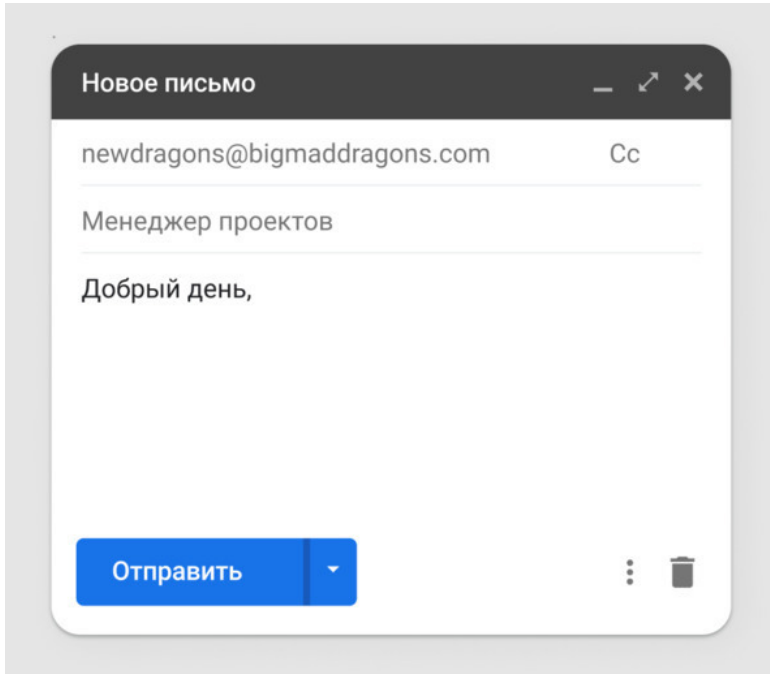 Новое письмо
newdragons@bigmaddragons.com Cc
Менеджер проектов
Добрый день,
Отправить